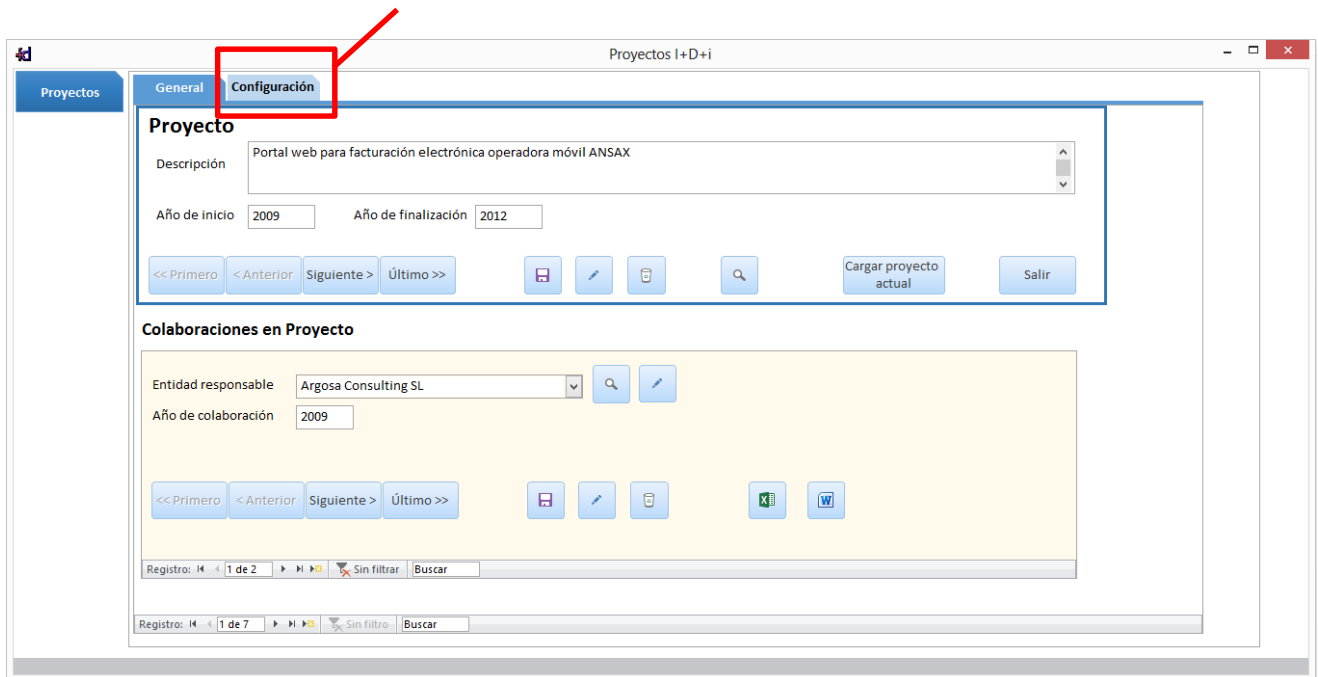 Proyectos I+D+i
Proyectos
General
Configuración
Proyecto
Descripción
Portal web para facturación electrónica operadora móvil ANSAX
Año de inicio 2009 Año de finalización 2012
<< Primero < Anterior Siguiente > Último >> Cargar proyecto actual Salir
Colaboraciones en Proyecto
Entidad responsable Argosa Consulting SL
Año de colaboración 2009
<< Primero < Anterior Siguiente > Último >>
Registro: 1 de 2 Sin filtrar Buscar
Registro: 1 de 7 Sin filtro Buscar